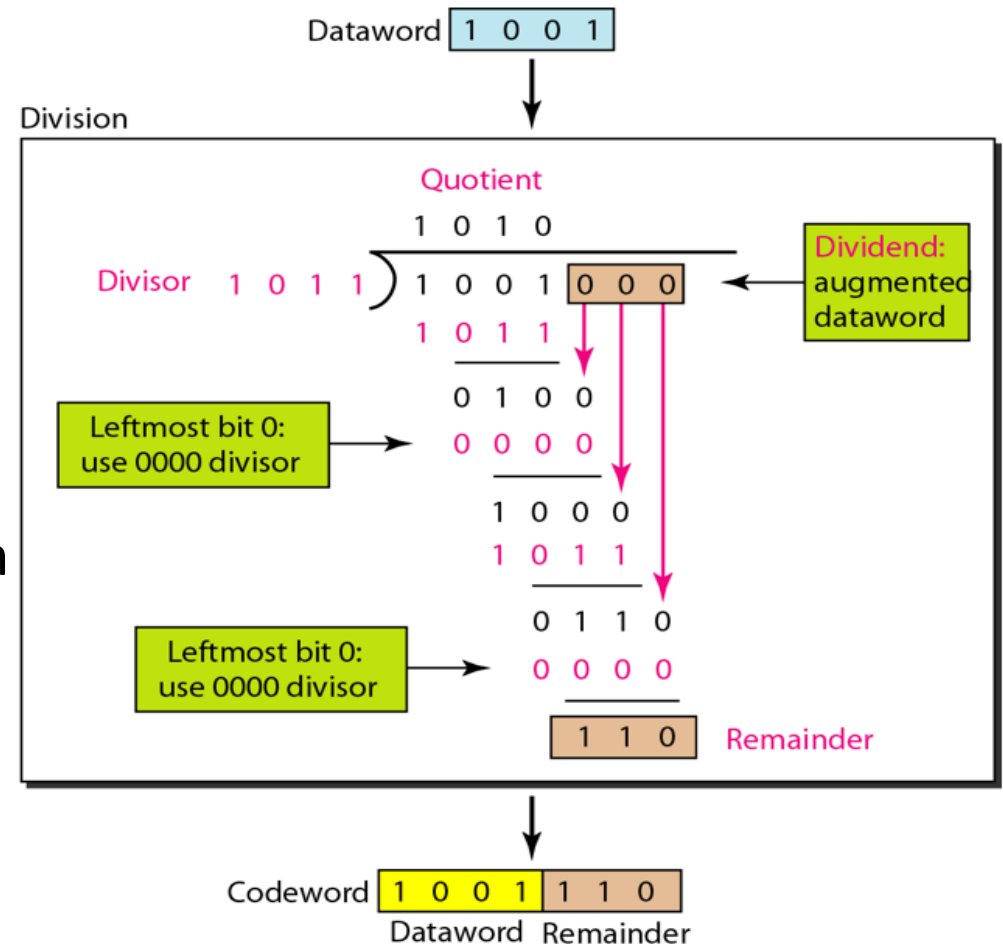 Dataword 1 0 0 1
Division
Quotient
1 0 1 0
Divisor 1 0 1 1 1 0 0 1 0 0 0
Dividend:
augmented
dataword
1 0 1 1
0 1 0 0
Leftmost bit 0:
use 0000 divisor
0 0 0 0
1 0 0 0
n
1 0 1 1
0 1 1 0
Leftmost bit 0:
use 0000 divisor
0 0 0 0
1 1 0 Remainder
Codeword 1 0 0 1 1 1 0
Dataword Remainder